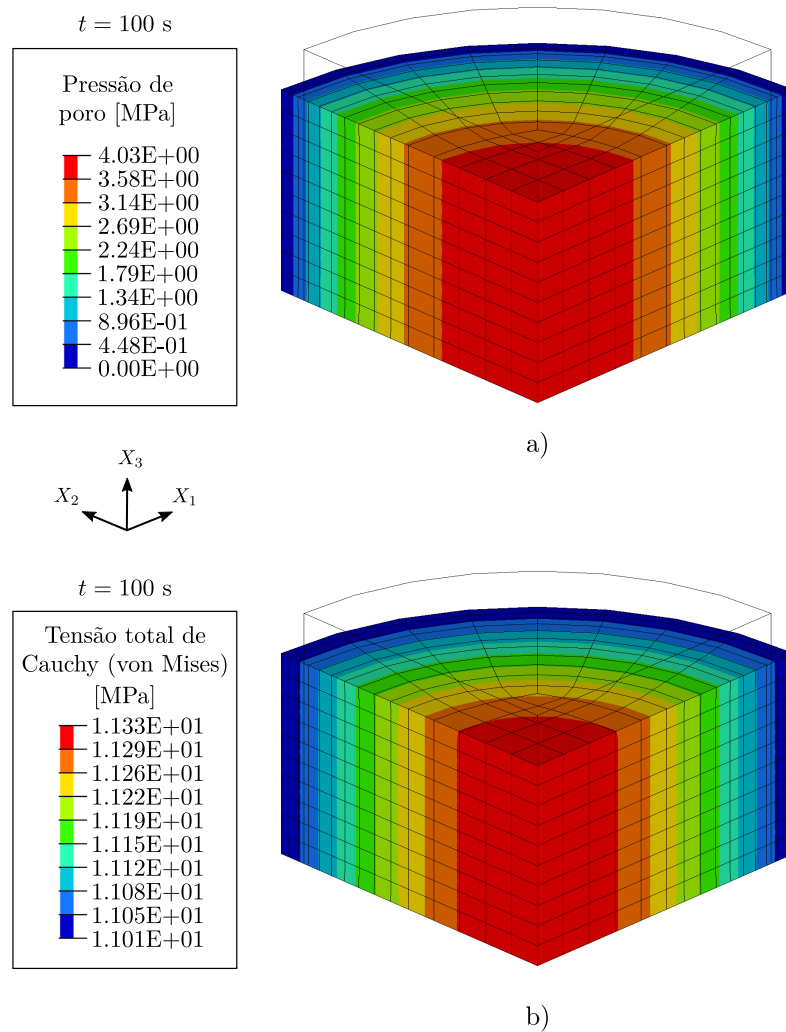 t = 100 s
Pressão de
poro [MPa]
4.03E+00
3.58E+00
3.14E+00
2.69E+00
2.24E+00
1.79E+00
1.34E+00
8.96E-01
4.48E-01
0.00E+00
a)
X3
X2
X1
t = 100 s
Tensão total de
Cauchy (von Mises)
[MPa]
1.133E+01
1.129E+01
1.126E+01
1.122E+01
1.119E+01
1.115E+01
1.112E+01
1.108E+01
1.105E+01
1.101E+01
b)